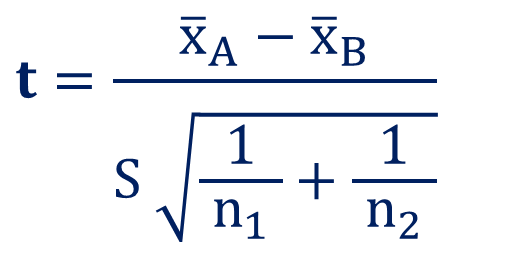 t = (x̄_A − x̄_B) / (S √(1/n₁ + 1/n₂))